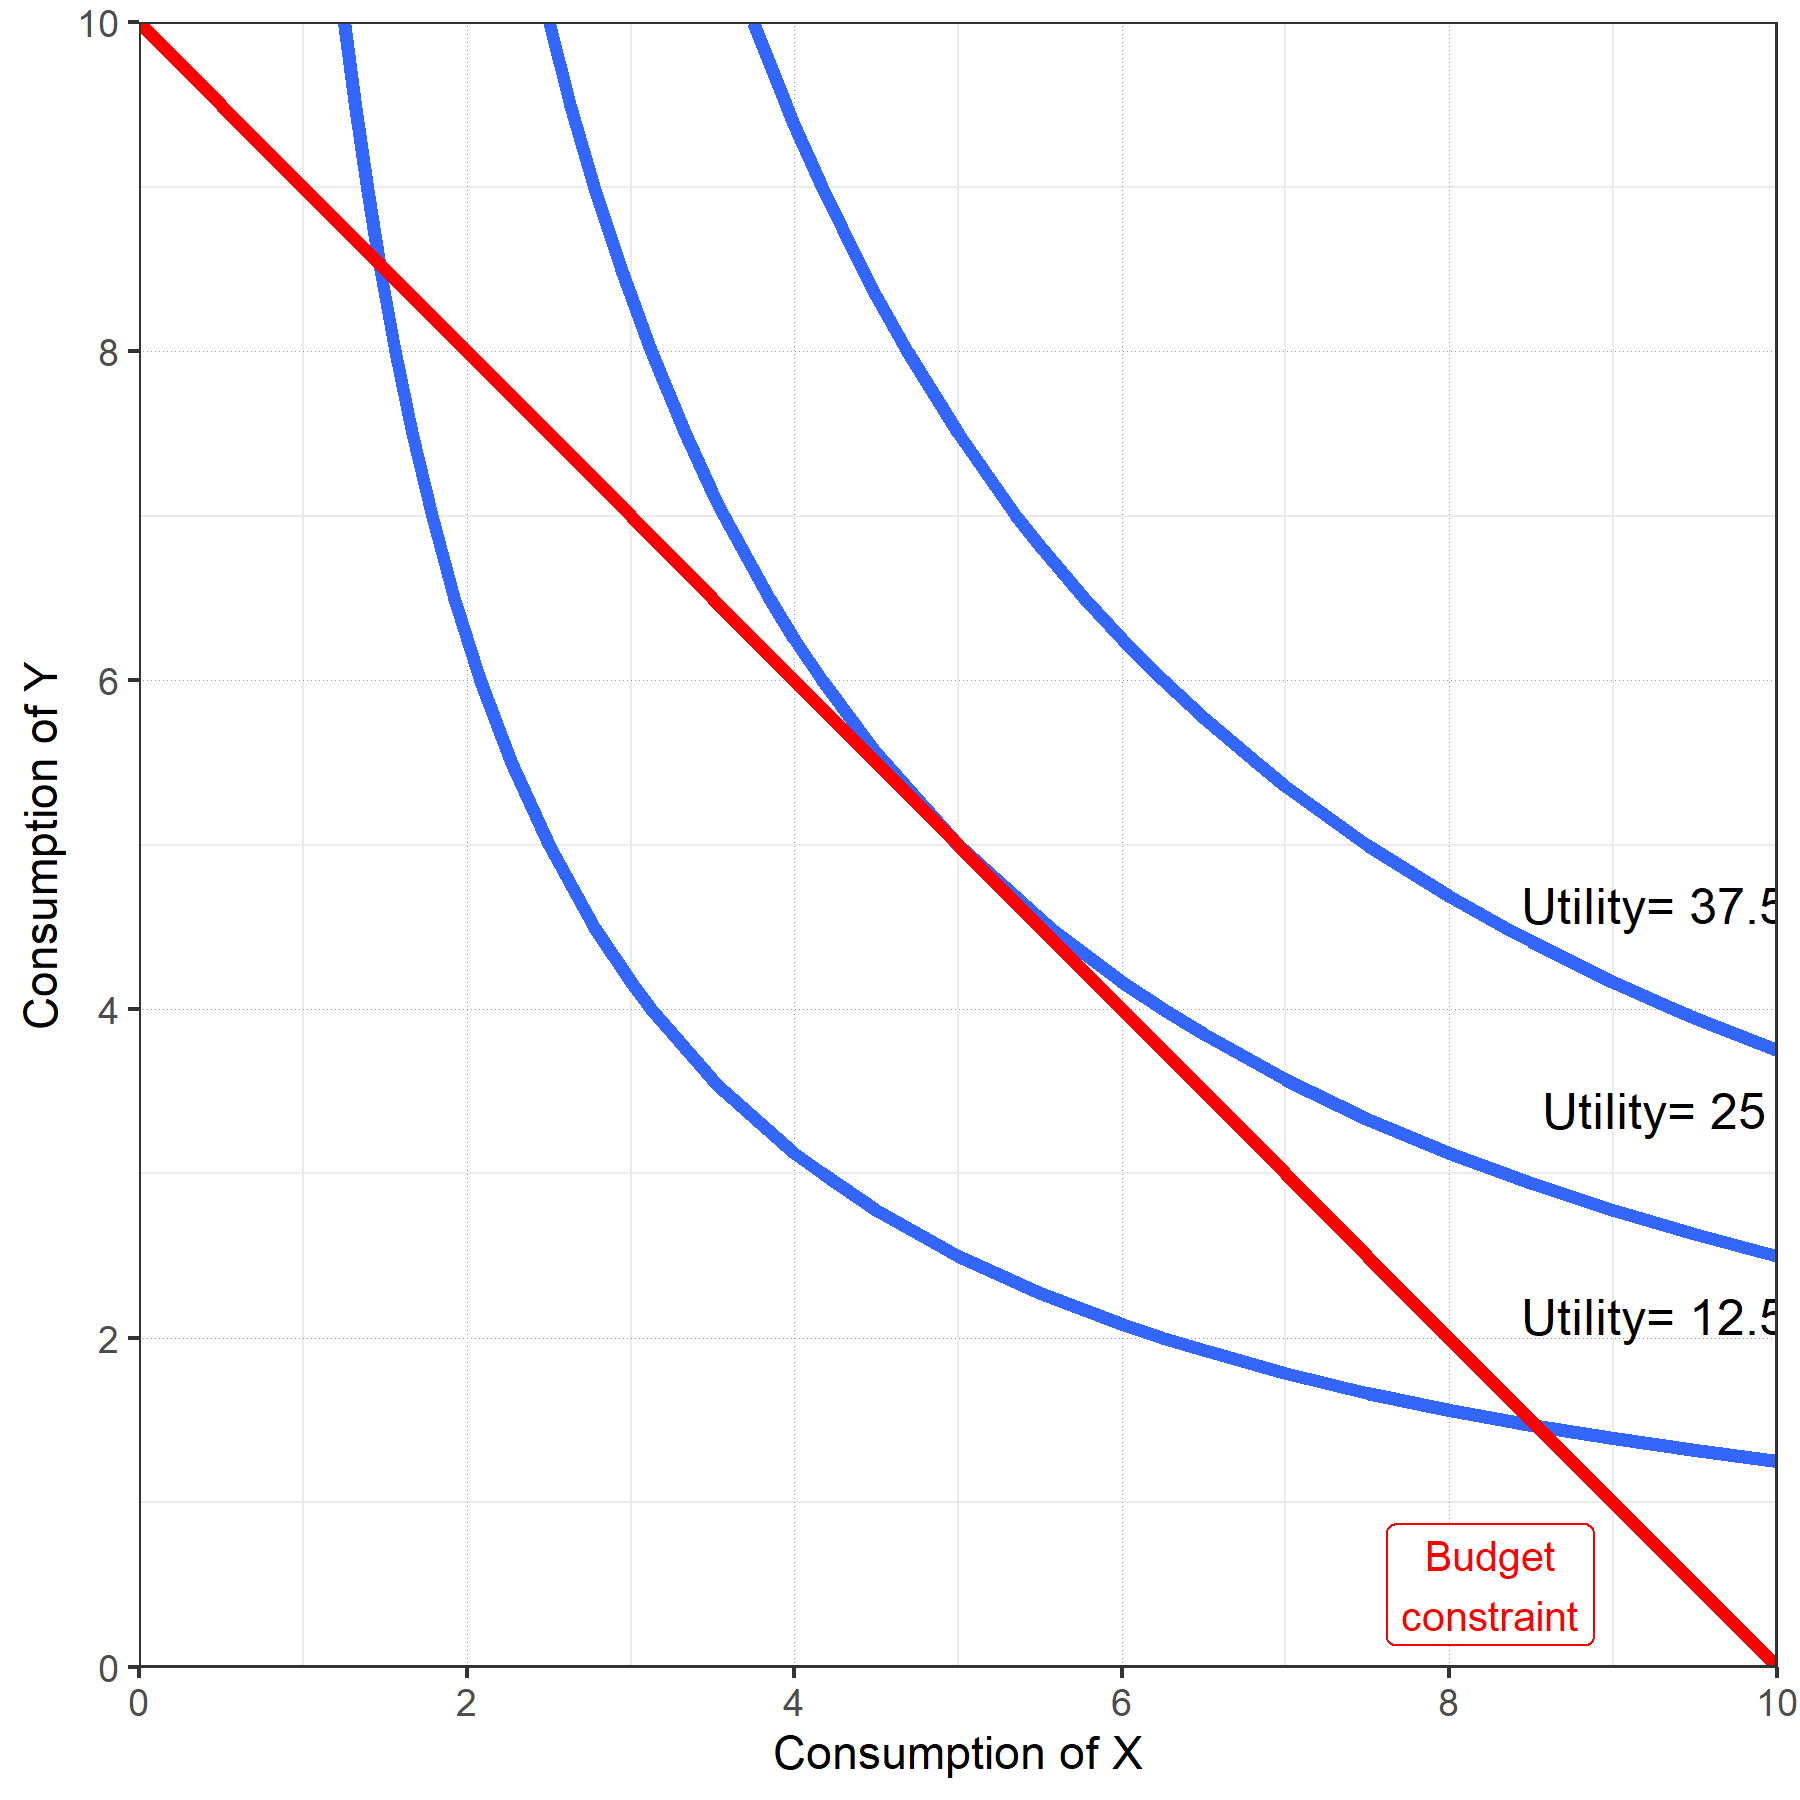 10
8
6
4
2
0
Consumption of Y
Utility= 37.5
Utility= 25
Utility= 12.5
Budget
constraint
0 2 4 6 8 10
Consumption of X